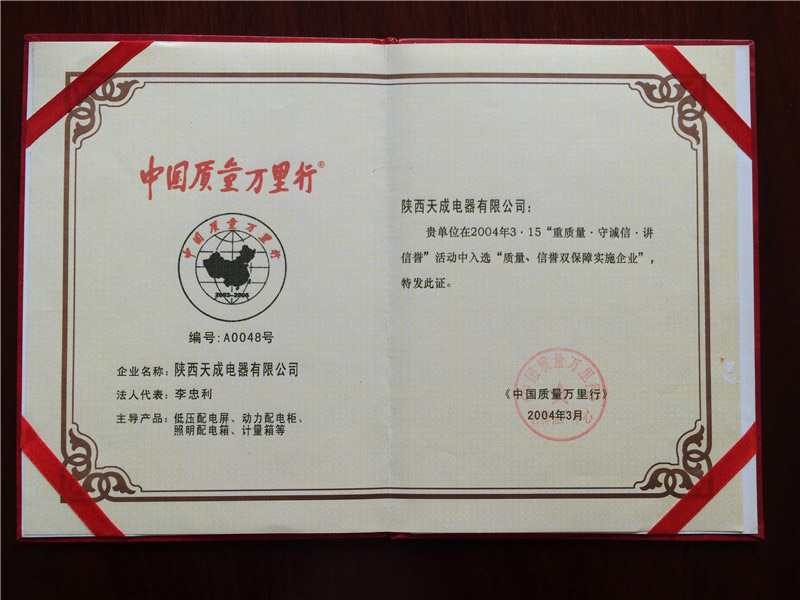 中国质量万里行®
中国质量万里行
2003-2008
编号:A0048号
企业名称: 陕西天成电器有限公司
法人代表: 李忠利
主导产品: 低压配电屏、动力配电柜、
照明配电箱、计量箱等
陕西天成电器有限公司:
贵单位在2004年3·15“重质量·守诚信·讲
信誉”活动中入选“质量、信誉双保障实施企业”,
特发此证。
《中国质量万里行》
2004年3月